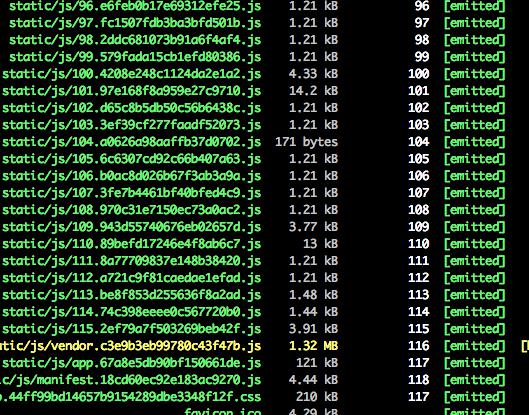 static/js/96.e6feb0b17e69312efe25.js 1.21 kB 96 [emitted]
static/js/97.fc1507fdb3ba3bfd501b.js 1.21 kB 97 [emitted]
static/js/98.2ddc681073b91a6f4af4.js 1.21 kB 98 [emitted]
static/js/99.579fada15cb1efd80386.js 1.21 kB 99 [emitted]
static/js/100.4208e248c1124da2e1a2.js 4.33 kB 100 [emitted]
static/js/101.97e168f8a959e27c9710.js 14.2 kB 101 [emitted]
static/js/102.d65c8b5db50c56b6438c.js 1.21 kB 102 [emitted]
static/js/103.3ef39cf277faadf52073.js 1.21 kB 103 [emitted]
static/js/104.a0626a98aaffb37d0702.js 171 bytes 104 [emitted]
static/js/105.6c6307cd92c66b407a63.js 1.21 kB 105 [emitted]
static/js/106.b0ac8d026b67f3ab3a9a.js 1.21 kB 106 [emitted]
static/js/107.3fe7b4461bf40bfed4c9.js 1.21 kB 107 [emitted]
static/js/108.970c31e7150ec73a0ac2.js 1.21 kB 108 [emitted]
static/js/109.943d55740676eb02657d.js 3.77 kB 109 [emitted]
static/js/110.89befd17246e4f8ab6c7.js 13 kB 110 [emitted]
static/js/111.8a77709837e148b38420.js 1.21 kB 111 [emitted]
static/js/112.a721c9f81caedae1efad.js 1.21 kB 112 [emitted]
static/js/113.be8f853d255636f8a2ad.js 1.48 kB 113 [emitted]
static/js/114.74c398eeee0c567720b0.js 1.44 kB 114 [emitted]
static/js/115.2ef79a7f503269beb42f.js 3.91 kB 115 [emitted]
atic/js/vendor.c3e9b3eb99780c43f47b.js 1.32 MB 116 [emitted] [
static/js/app.67a8e5db90bf150661de.js 121 kB 117 [emitted]
ic/js/manifest.18cd60ec92e183ac9270.js 4.44 kB 118 [emitted]
.44ff99bd14657b9154289dbe3348f12f.css 210 kB 117 [emitted]
favicon.ico 4.29 kB [emitted]